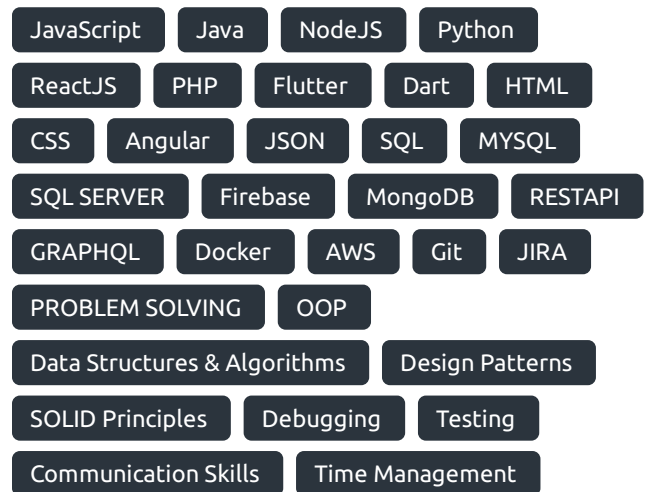 JavaScript Java NodeJS Python
ReactJS PHP Flutter Dart HTML
CSS Angular JSON SQL MYSQL
SQL SERVER Firebase MongoDB RESTAPI
GRAPHQL Docker AWS Git JIRA
PROBLEM SOLVING OOP
Data Structures & Algorithms Design Patterns
SOLID Principles Debugging Testing
Communication Skills Time Management